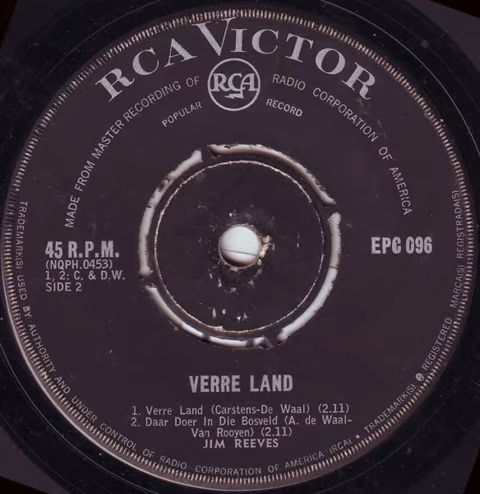 RCA VICTOR
MADE FROM MASTER RECORDING OF RADIO CORPORATION OF AMERICA
RCA
POPULAR RECORD
45 R.P.M.
(NQPH.0453)
1, 2: C. & D.W.
SIDE 2
EPC 096
VERRE LAND
1. Verre Land (Carstens-De Waal) (2.11)
2. Daar Doer In Die Bosveld (A. de Waal-
Van Rooyen) (2.11)
JIM REEVES
TRADEMARK(S) USED BY AUTHORITY AND UNDER CONTROL OF RADIO CORPORATION OF AMERICA (RCA) • TRADEMARK(S) ® REGISTERED MARCA(S) REGISTRADA(S)